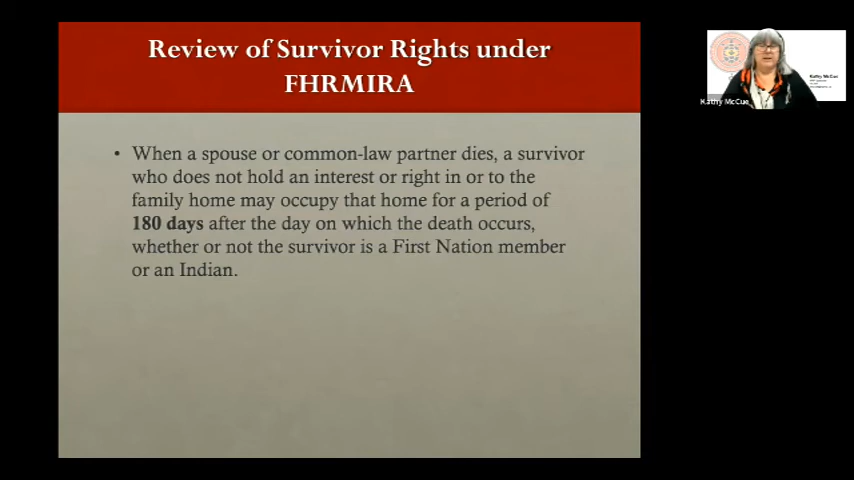 Review of Survivor Rights under
FHRMIRA
• When a spouse or common-law partner dies, a survivor
who does not hold an interest or right in or to the
family home may occupy that home for a period of
180 days after the day on which the death occurs,
whether or not the survivor is a First Nation member
or an Indian.
Kathy McCue
Kathy McCue